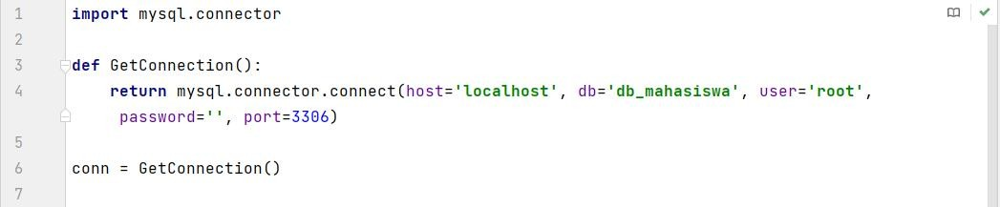 1 import mysql.connector
2
3 def GetConnection():
4     return mysql.connector.connect(host='localhost', db='db_mahasiswa', user='root',
     password='', port=3306)
5
6 conn = GetConnection()
7